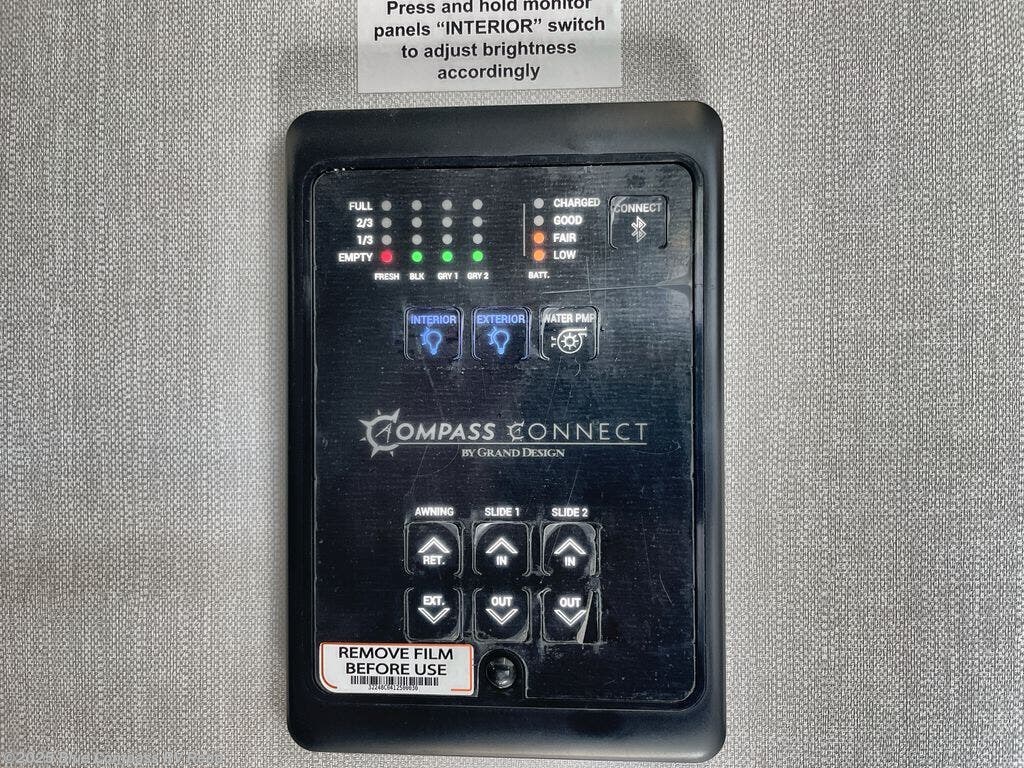 Press and hold monitor
panels “INTERIOR” switch
to adjust brightness
accordingly
FULL
2/3
1/3
EMPTY
FRESH BLK GRY 1 GRY 2
CHARGED
GOOD
FAIR
LOW
BATT.
CONNECT
INTERIOR EXTERIOR WATER PMP
COMPASS CONNECT
BY GRAND DESIGN
AWNING SLIDE 1 SLIDE 2
RET. IN IN
EXT. OUT OUT
REMOVE FILM
BEFORE USE